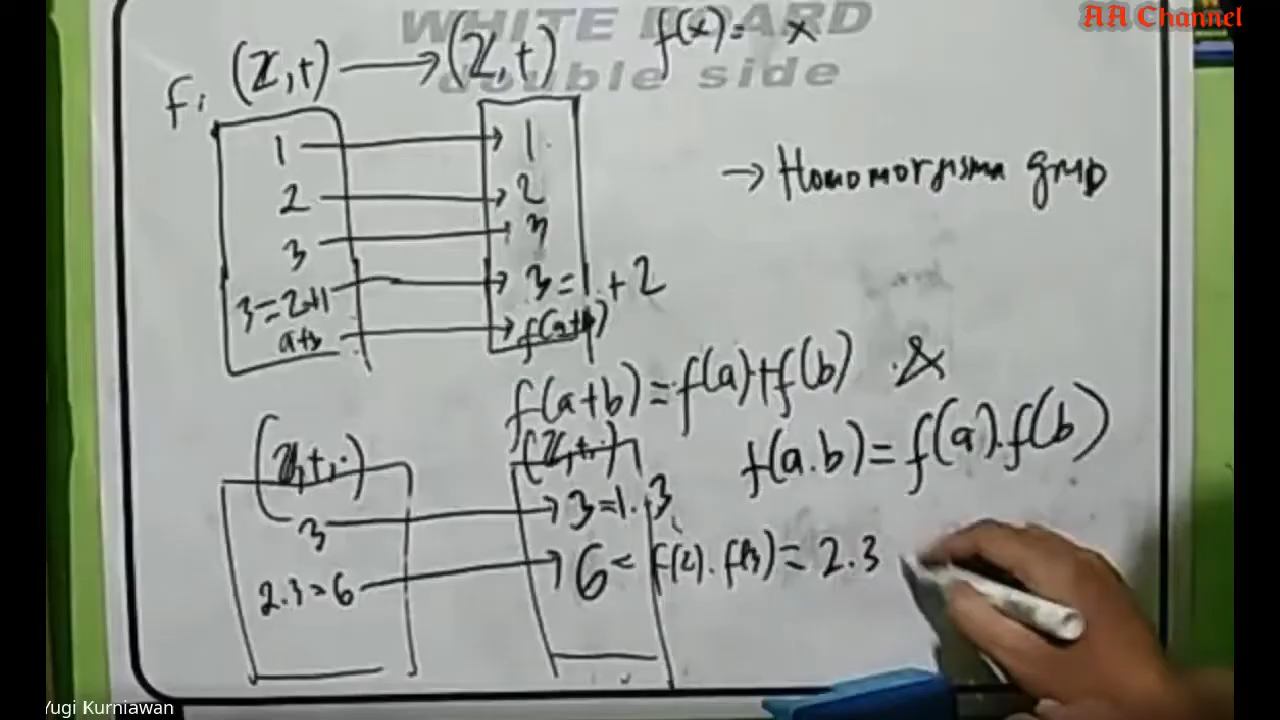 AA Channel
WHITE BOARD
double side
f: (ℤ,+) → (ℤ,+) f(x) = x
1 → 1
2 → 2
3 → 3
3=2+1 → 3=1+2
a+b → f(a+b)
→ Homomorfisma grup
f(a+b)=f(a)+f(b) &
f(a.b)=f(a).f(b)
(ℤ,+,.) (ℤ,+,.)
3 → 3=1.3
2.3=6 → 6= f(2).f(3)=2.3
Yugi Kurniawan